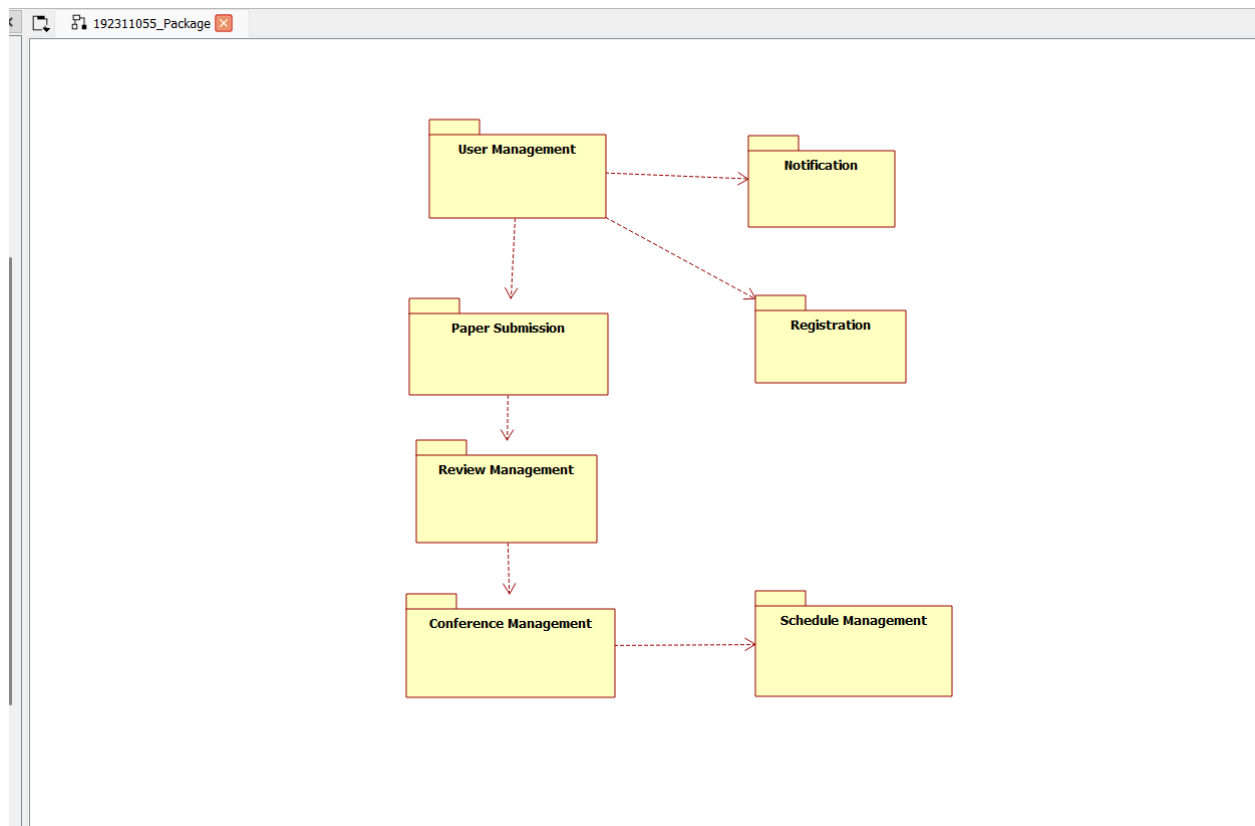 192311055_Package
User Management
Notification
Paper Submission
Registration
Review Management
Conference Management
Schedule Management